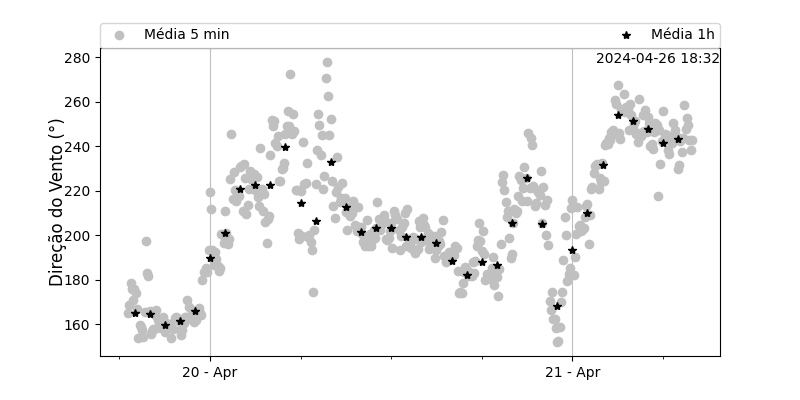 Média 5 min
Média 1h
2024-04-26 18:32
Direção do Vento (°)
280
260
240
220
200
180
160
20 - Apr
21 - Apr